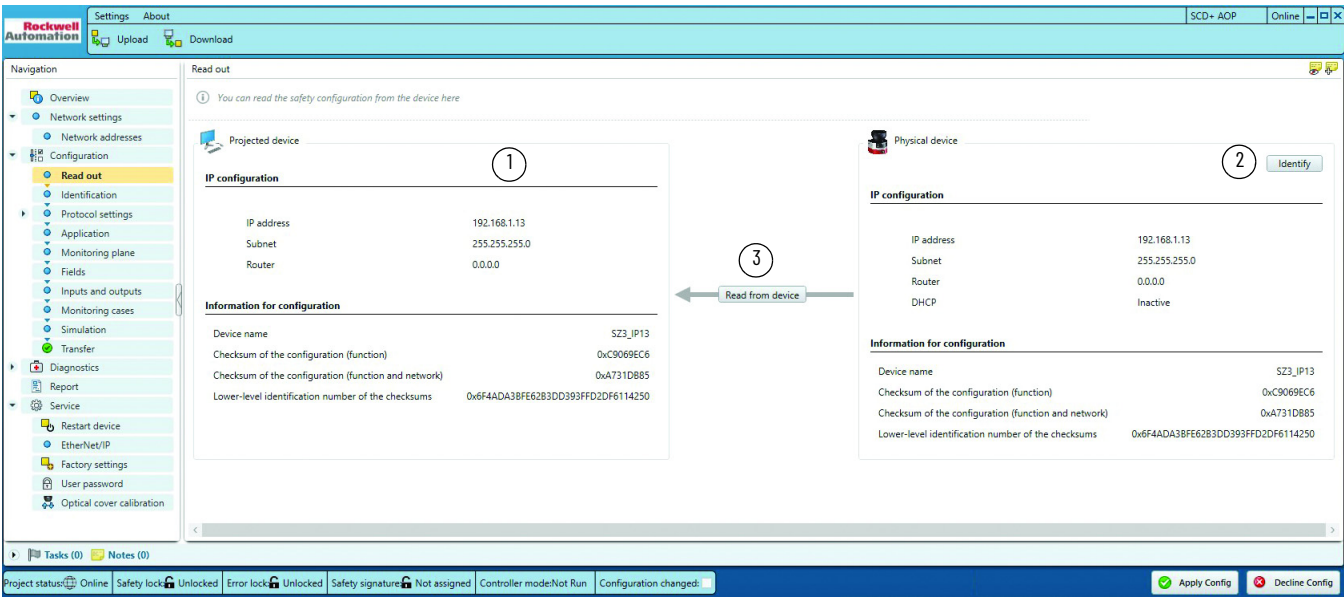 Rockwell
Automation
Settings About
SCD+ AOP
Online
Upload Download
Navigation
Overview
Network settings
Network addresses
Configuration
Read out
Identification
Protocol settings
Application
Monitoring plane
Fields
Inputs and outputs
Monitoring cases
Simulation
Transfer
Diagnostics
Report
Service
Restart device
EtherNet/IP
Factory settings
User password
Optical cover calibration
Read out
You can read the safety configuration from the device here
Projected device
1
IP configuration
IP address 192.168.1.13
Subnet 255.255.255.0
Router 0.0.0.0
Information for configuration
Device name SZ3_IP13
Checksum of the configuration (function) 0xC9069EC6
Checksum of the configuration (function and network) 0xA731DB85
Lower-level identification number of the checksums 0x6F4ADA3BFE62B3DD393FFD2DF6114250
3
Read from device
Physical device
2
Identify
IP configuration
IP address 192.168.1.13
Subnet 255.255.255.0
Router 0.0.0.0
DHCP Inactive
Information for configuration
Device name SZ3_IP13
Checksum of the configuration (function) 0xC9069EC6
Checksum of the configuration (function and network) 0xA731DB85
Lower-level identification number of the checksums 0x6F4ADA3BFE62B3DD393FFD2DF6114250
Tasks (0) Notes (0)
Project status: Online Safety lock: Unlocked Error lock: Unlocked Safety signature: Not assigned Controller mode:Not Run Configuration changed: Apply Config Decline Config